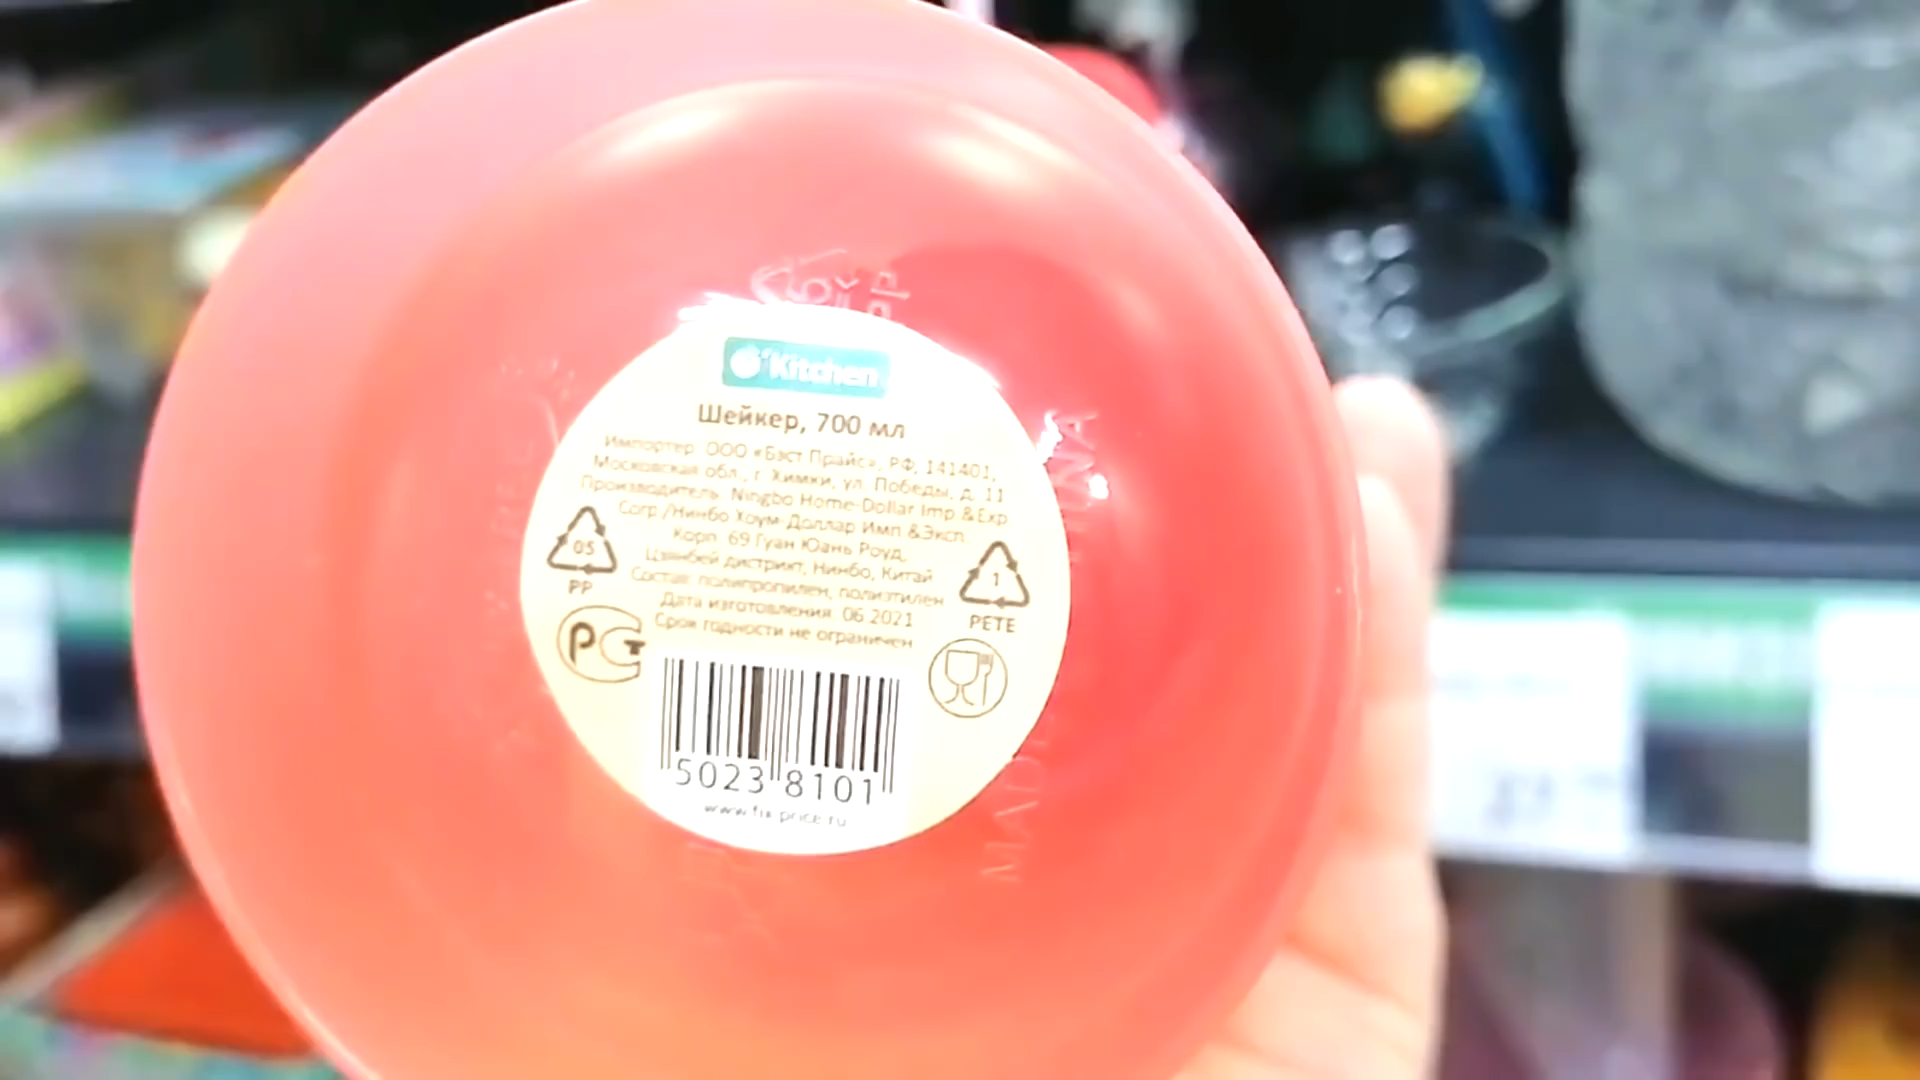 Kitchen
Шейкер, 700 мл
Импортер: ООО «Бэст Прайс», РФ, 141401,
Московская обл., г. Химки, ул. Победы, д. 11
Производитель: Ningbo Home-Dollar Imp.&Exp.
Corp./Нинбо Хоум-Доллар Имп.&Эксп.
Корп. 69 Гуан Юань Роуд,
Цзянбей дистрикт, Нинбо, Китай
Состав: полипропилен, полиэтилен
Дата изготовления: 06.2021
Срок годности не ограничен
05
PP
1
PETE
РСТ
5023 8101
www.fix-price.ru